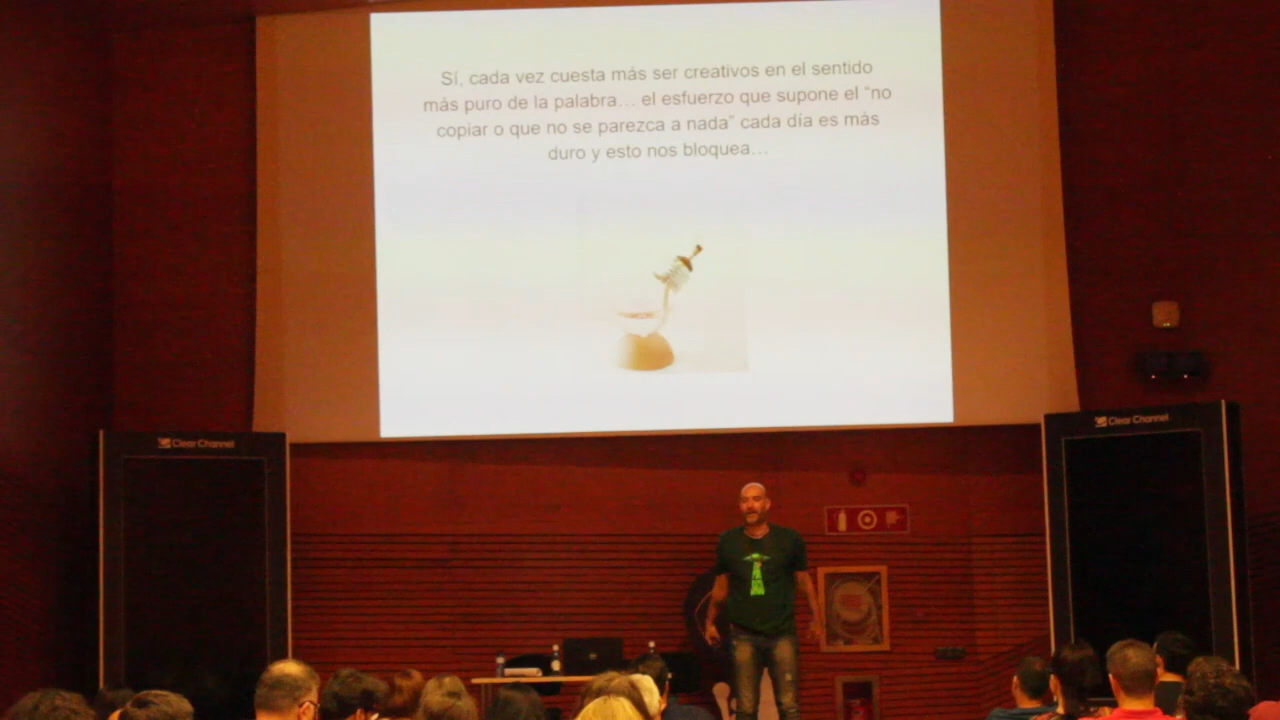 Sí, cada vez cuesta más ser creativos en el sentido
más puro de la palabra… el esfuerzo que supone el “no
copiar o que no se parezca a nada” cada día es más
duro y esto nos bloquea…
Clear Channel
Clear Channel